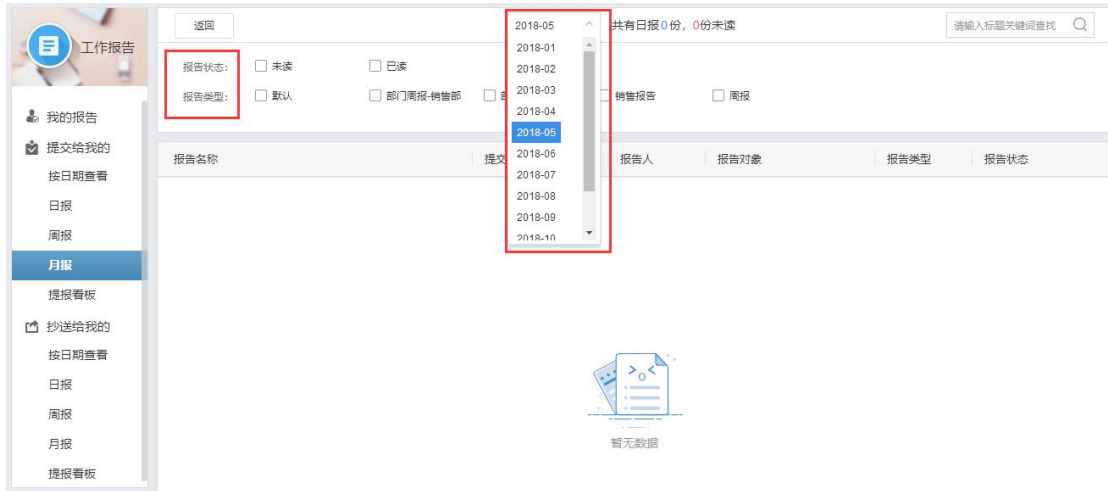 工作报告
我的报告
提交给我的
按日期查看
日报
周报
月报
提报看板
抄送给我的
按日期查看
日报
周报
月报
提报看板
返回
2018-05
共有日报0份，0份未读
请输入标题关键词查找
报告状态：
未读
已读
报告类型：
默认
部门周报-销售部
销售报告
周报
2018-01
2018-02
2018-03
2018-04
2018-05
2018-06
2018-07
2018-08
2018-09
2018-10
报告名称
提交
报告人
报告对象
报告类型
报告状态
暂无数据